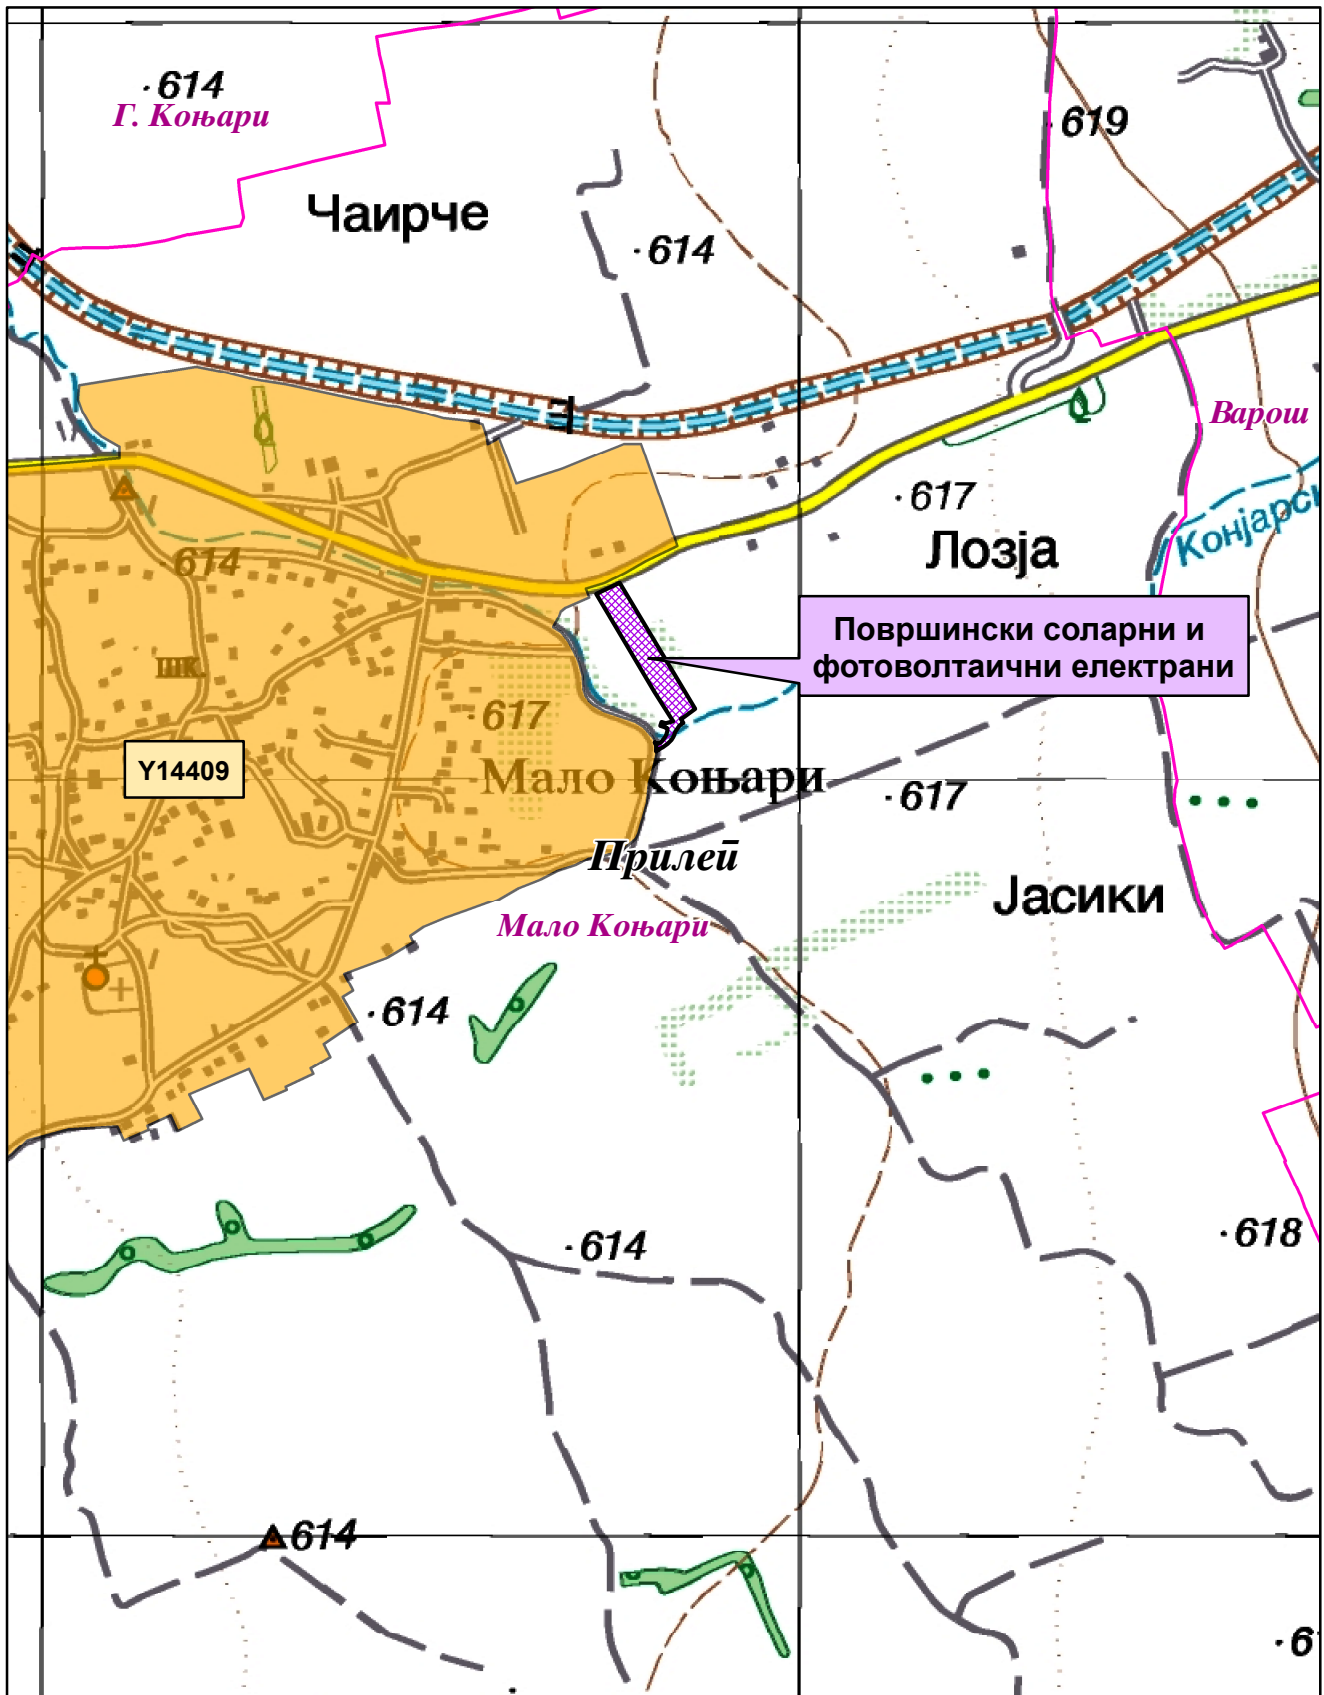 ·614
Г. Коњари
·619
Чаирче
·614
Варош
·617
Лозја
614
Површински соларни и
фотоволтаични електрани
ШК.
·617
Y14409
Мало Коњари
·617
Прилеп
Јасики
Мало Коњари
·614
·614
·618
614